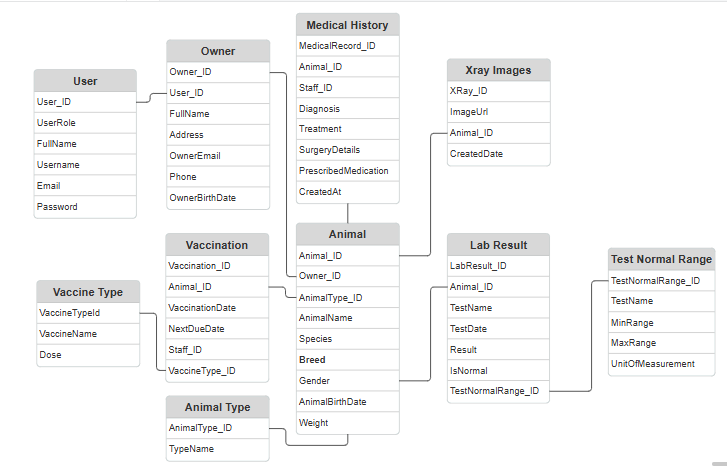 User
User_ID
UserRole
FullName
Username
Email
Password
Owner
Owner_ID
User_ID
FullName
Address
OwnerEmail
Phone
OwnerBirthDate
Medical History
MedicalRecord_ID
Animal_ID
Staff_ID
Diagnosis
Treatment
SurgeryDetails
PrescribedMedication
CreatedAt
Xray Images
XRay_ID
ImageUrl
Animal_ID
CreatedDate
Vaccine Type
VaccineTypeId
VaccineName
Dose
Vaccination
Vaccination_ID
Animal_ID
VaccinationDate
NextDueDate
Staff_ID
VaccineType_ID
Animal
Animal_ID
Owner_ID
AnimalType_ID
AnimalName
Species
Breed
Gender
AnimalBirthDate
Weight
Lab Result
LabResult_ID
Animal_ID
TestName
TestDate
Result
IsNormal
TestNormalRange_ID
Test Normal Range
TestNormalRange_ID
TestName
MinRange
MaxRange
UnitOfMeasurement
Animal Type
AnimalType_ID
TypeName